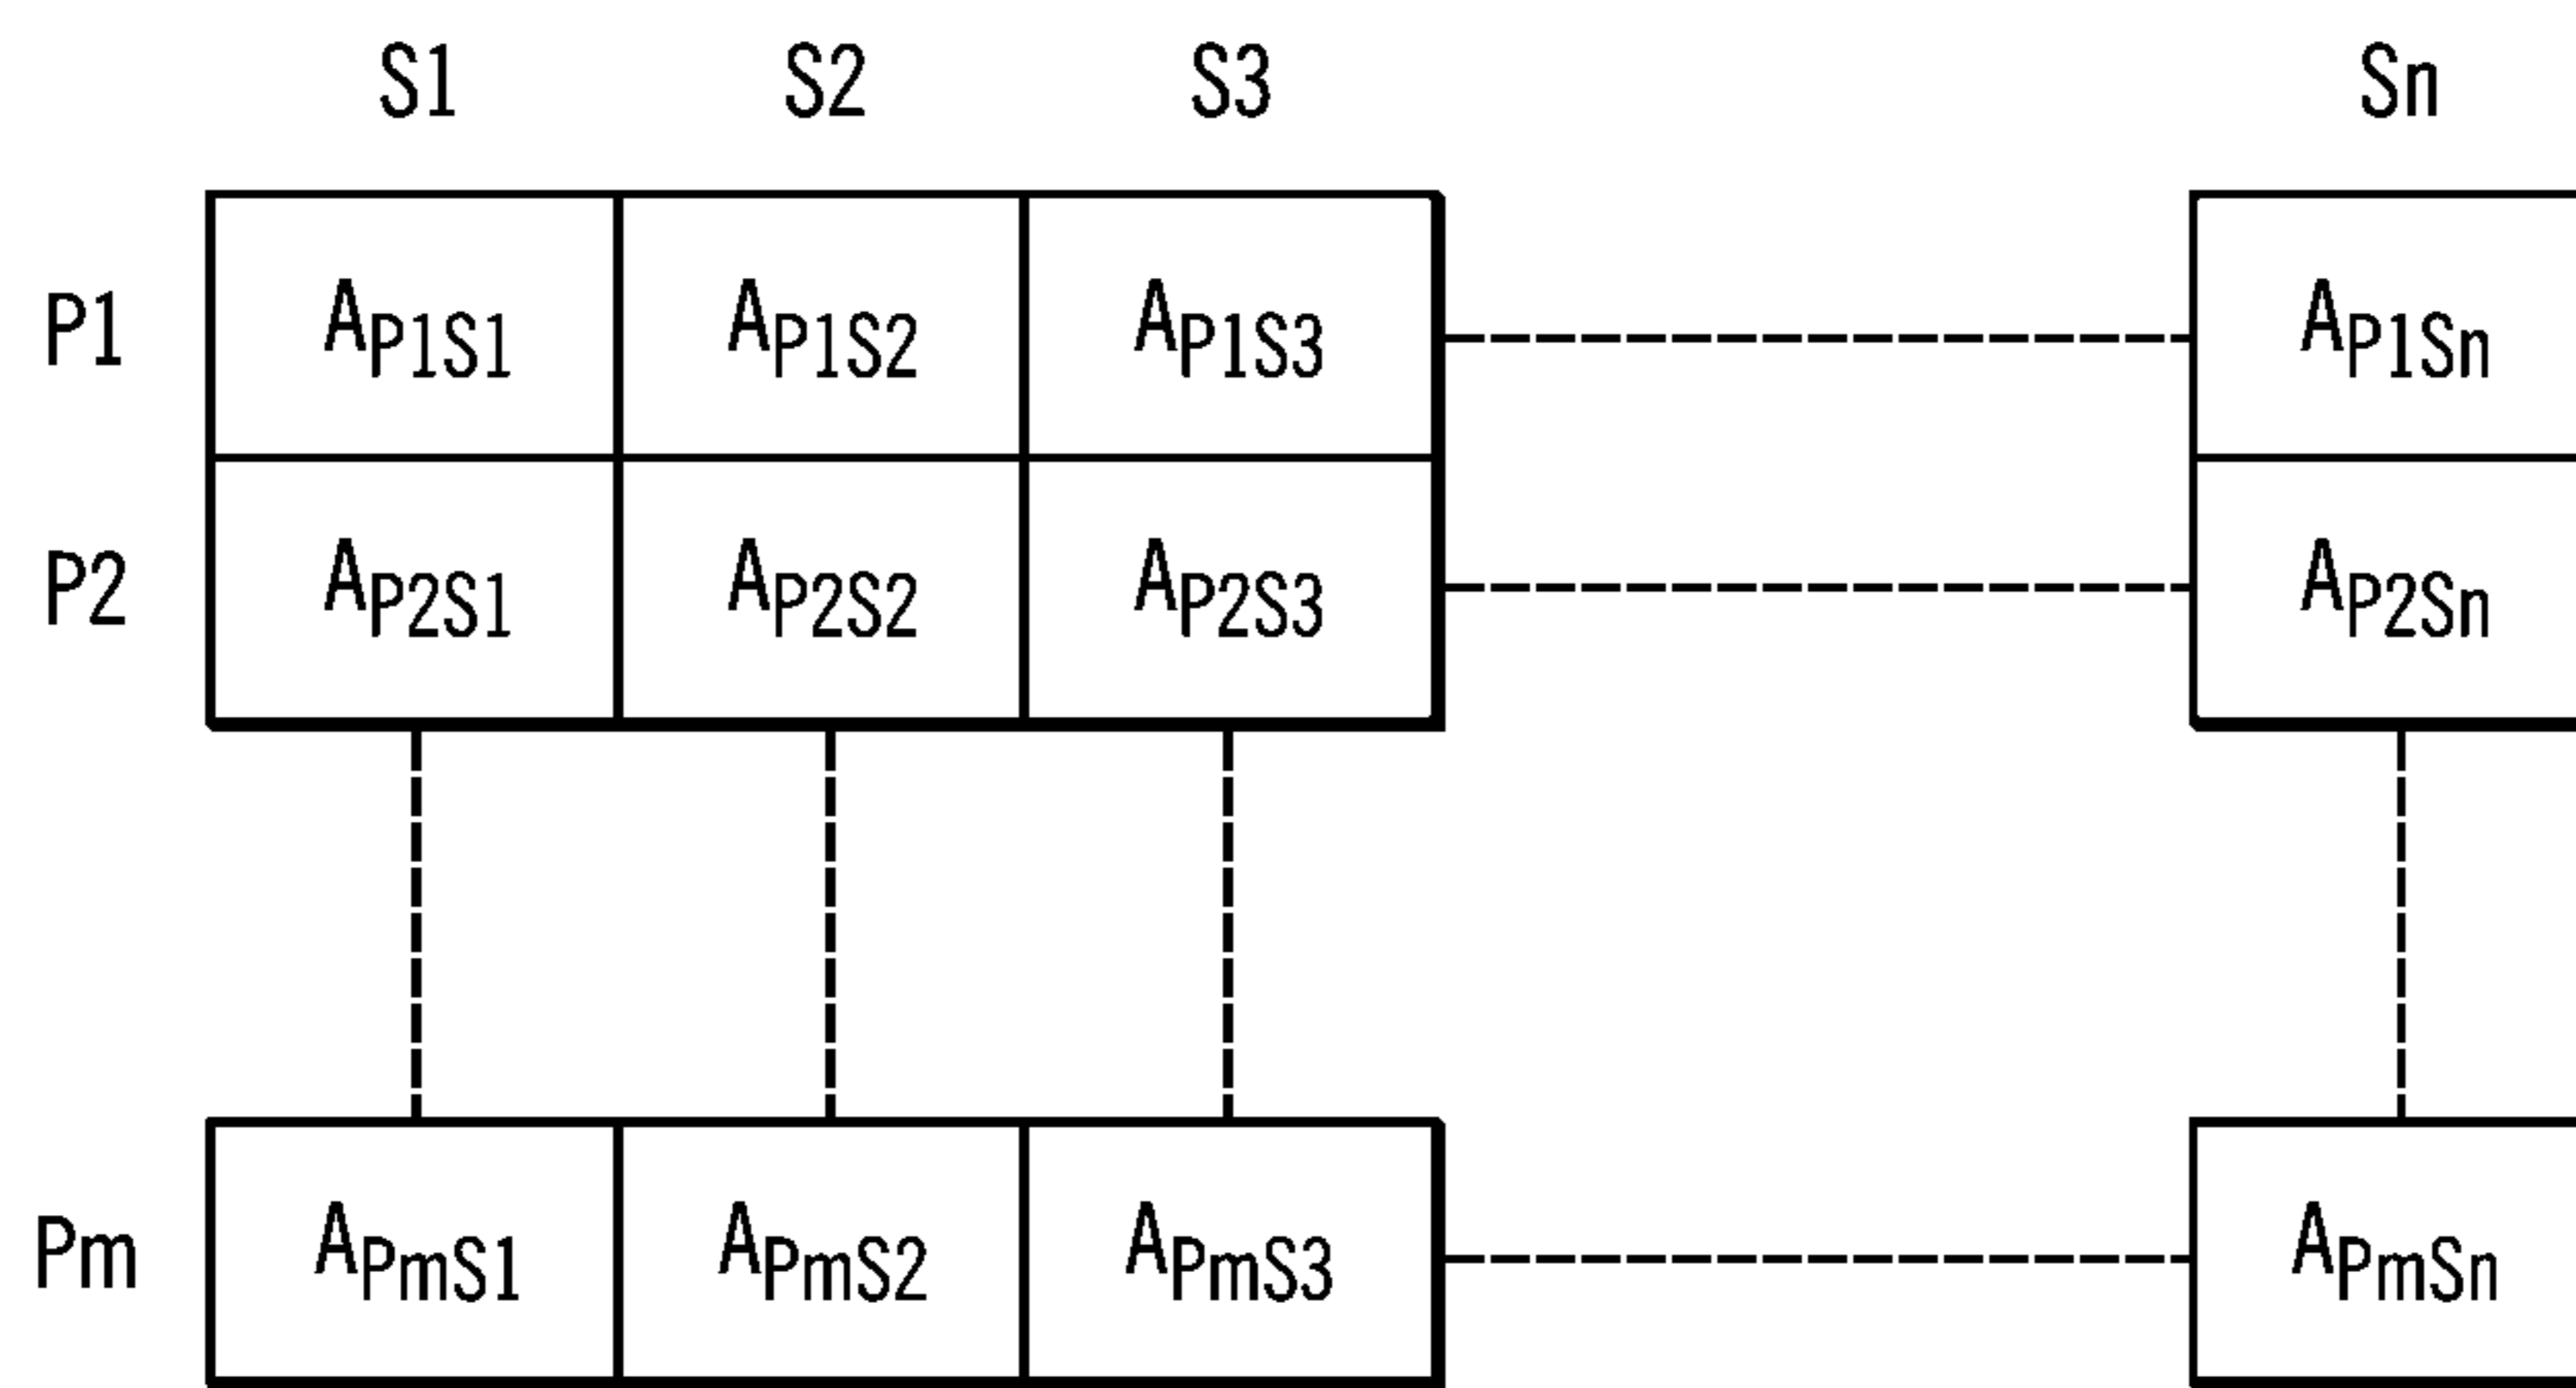 S1 S2 S3 Sn
P1 AP1S1 AP1S2 AP1S3 AP1Sn
P2 AP2S1 AP2S2 AP2S3 AP2Sn
Pm APmS1 APmS2 APmS3 APmSn